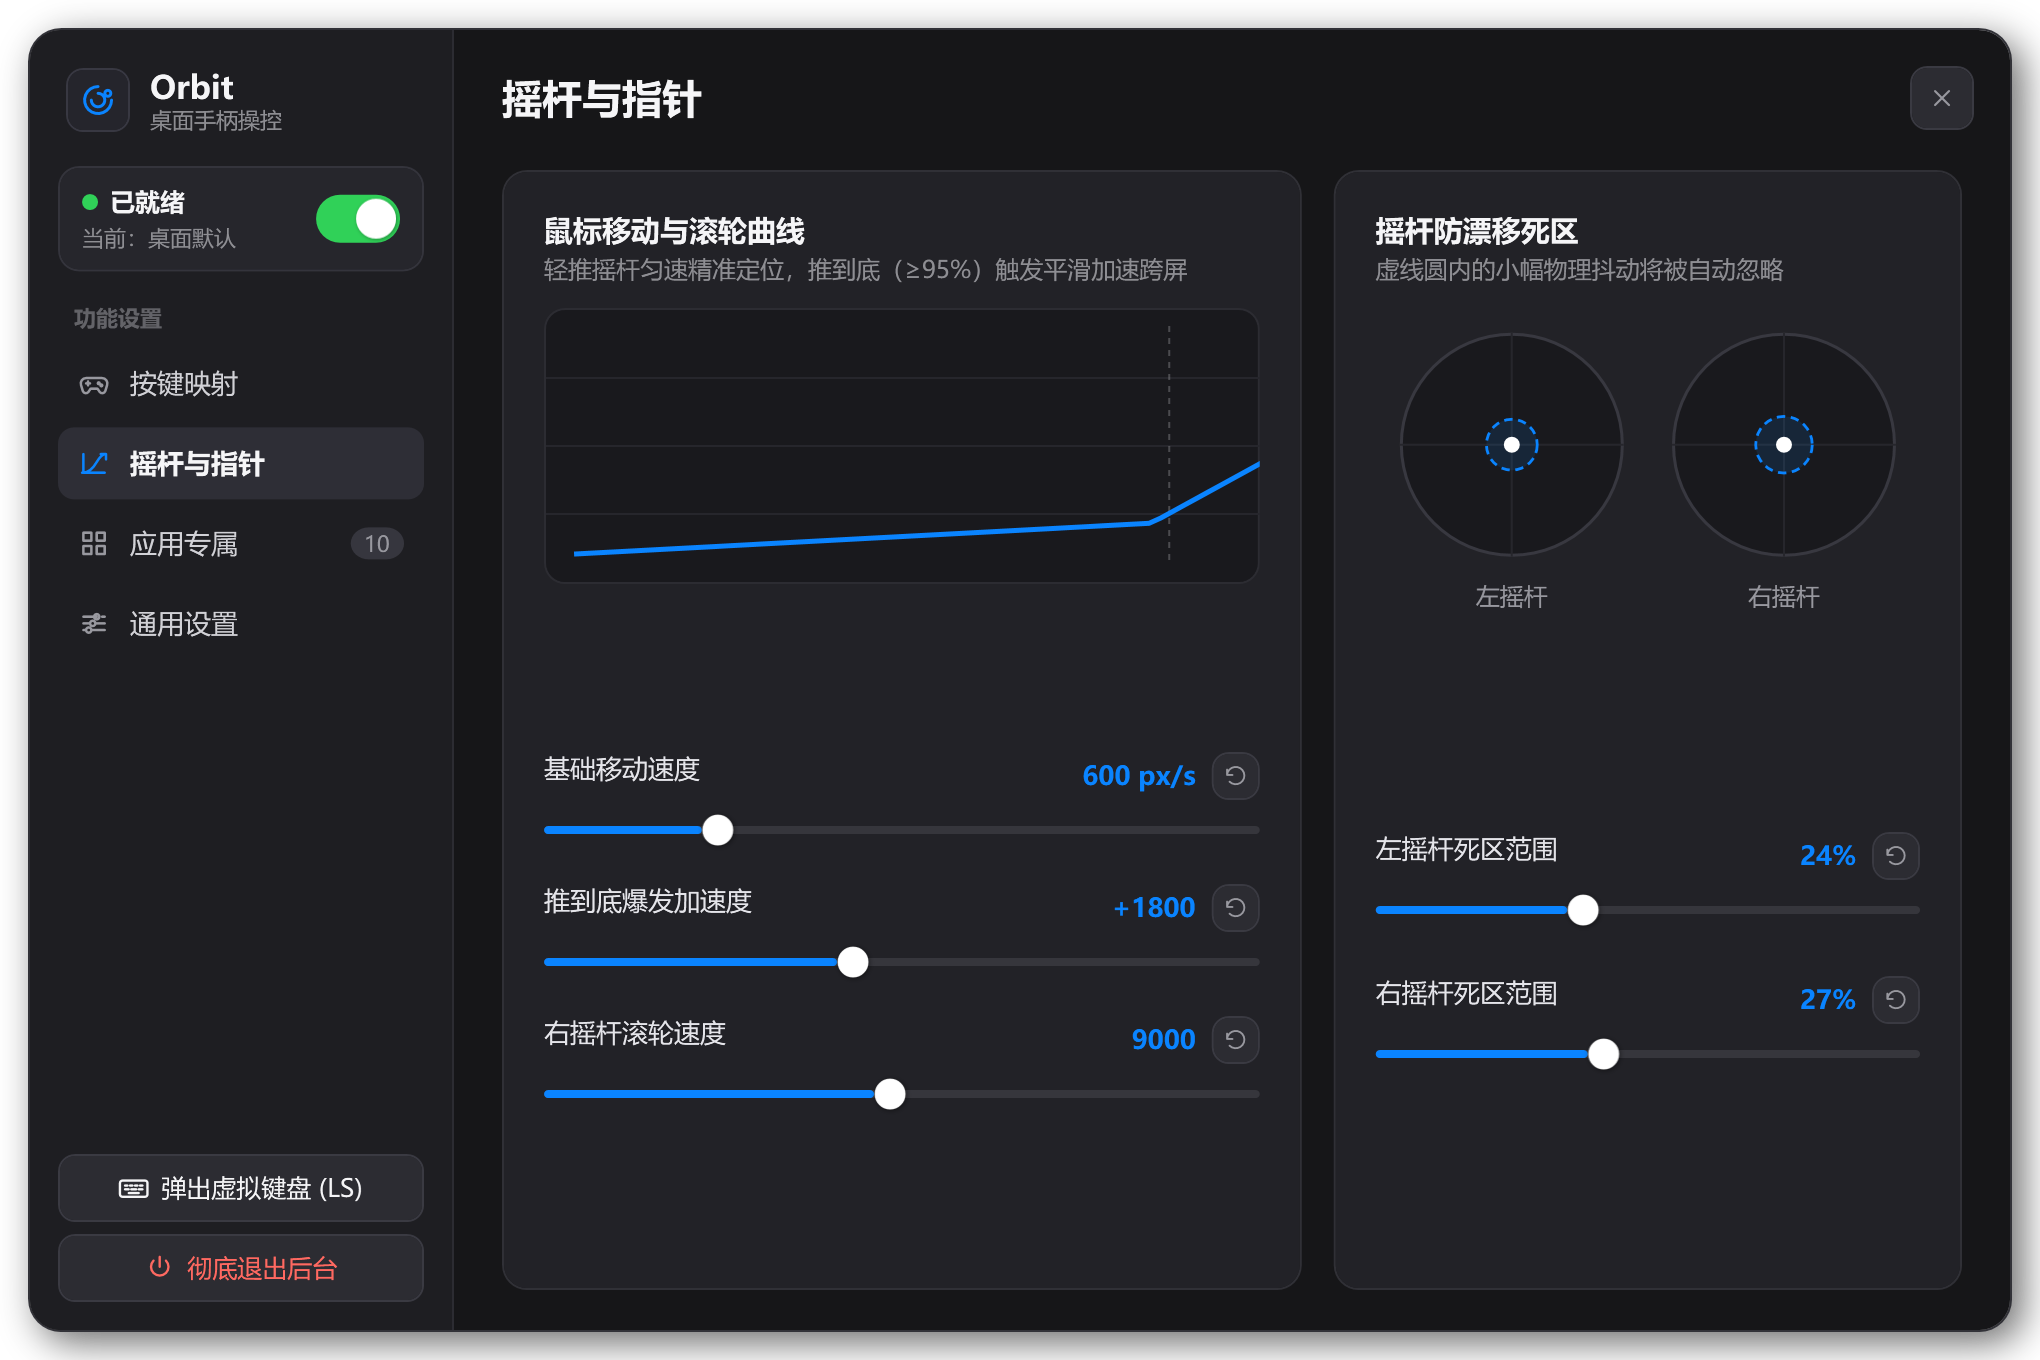 Orbit
桌面手柄操控
已就绪
当前：桌面默认
功能设置
按键映射
摇杆与指针
应用专属
10
通用设置
弹出虚拟键盘 (LS)
彻底退出后台
摇杆与指针
鼠标移动与滚轮曲线
轻推摇杆匀速精准定位，推到底（≥95%）触发平滑加速跨屏
基础移动速度
600 px/s
推到底爆发加速度
+1800
右摇杆滚轮速度
9000
摇杆防漂移死区
虚线圆内的小幅物理抖动将被自动忽略
左摇杆
右摇杆
左摇杆死区范围
24%
右摇杆死区范围
27%